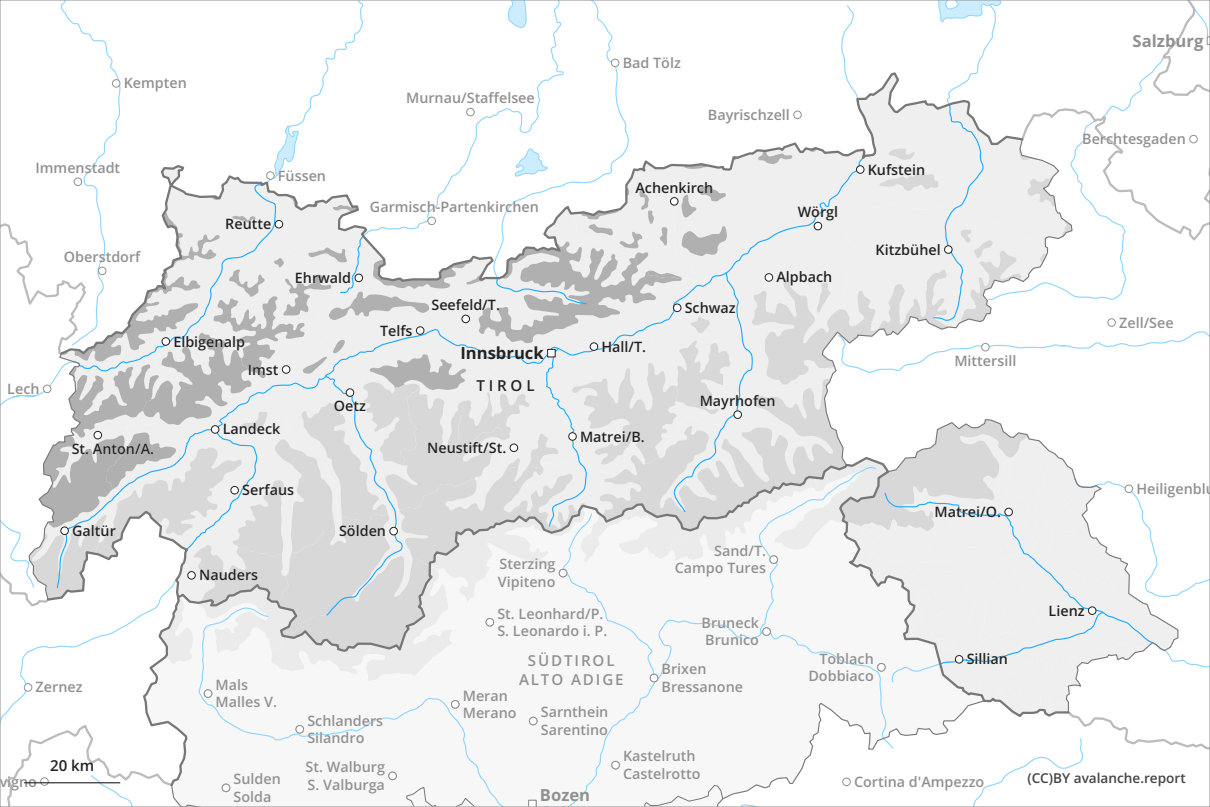 Salzburg
Bad Tölz
Kempten
Murnau/Staffelsee
Bayrischzell
Berchtesgaden
Immenstadt
Füssen
Kufstein
Achenkirch
Garmisch-Partenkirchen
Wörgl
Reutte
Kitzbühel
Oberstdorf
Ehrwald
Alpbach
Seefeld/T.
Schwaz
Zell/See
Telfs
Elbigenalp
Innsbruck
Hall/T.
Mittersill
Imst
TIROL
Lech
Oetz
Mayrhofen
Landeck
Matrei/B.
St. Anton/A.
Neustift/St.
Serfaus
Heiligenblu
Matrei/O.
Galtür
Sölden
Sand/T.
Campo Tures
Sterzing
Vipiteno
Nauders
St. Leonhard/P.
S. Leonardo i. P.
Lienz
Bruneck
Brunico
SÜDTIROL
ALTO ADIGE
Toblach
Dobbiaco
Sillian
Brixen
Bressanone
Zernez
Mals
Malles V.
Meran
Merano
Sarnthein
Sarentino
Schlanders
Silandro
Kastelruth
Castelrotto
20 km
St. Walburg
S. Valburga
vigno
Sulden
Solda
Cortina d'Ampezzo
(CC)BY avalanche.report
Bozen